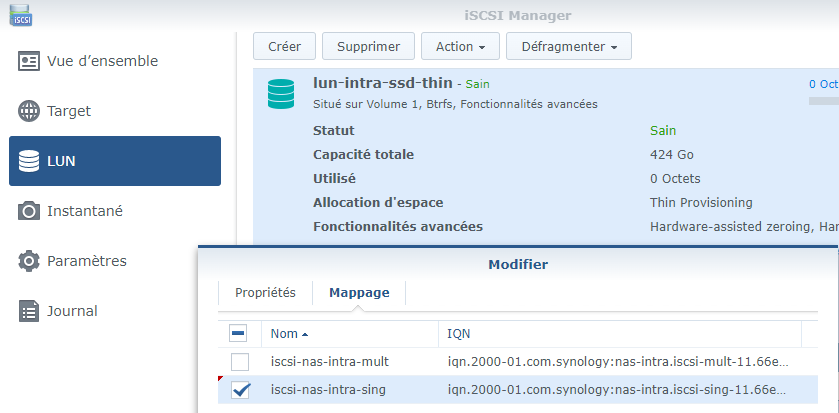 iSCSI
iSCSI Manager
Vue d’ensemble
Target
LUN
Instantané
Paramètres
Journal
Créer
Supprimer
Action
Défragmenter
lun-intra-ssd-thin - Sain
0 Oct
Situé sur Volume 1, Btrfs, Fonctionnalités avancées
Statut Sain
Capacité totale 424 Go
Utilisé 0 Octets
Allocation d'espace Thin Provisioning
Fonctionnalités avancées Hardware-assisted zeroing, Har
Modifier
Propriétés Mappage
Nom IQN
iscsi-nas-intra-mult iqn.2000-01.com.synology:nas-intra.iscsi-mult-11.66e...
iscsi-nas-intra-sing iqn.2000-01.com.synology:nas-intra.iscsi-sing-11.66e...